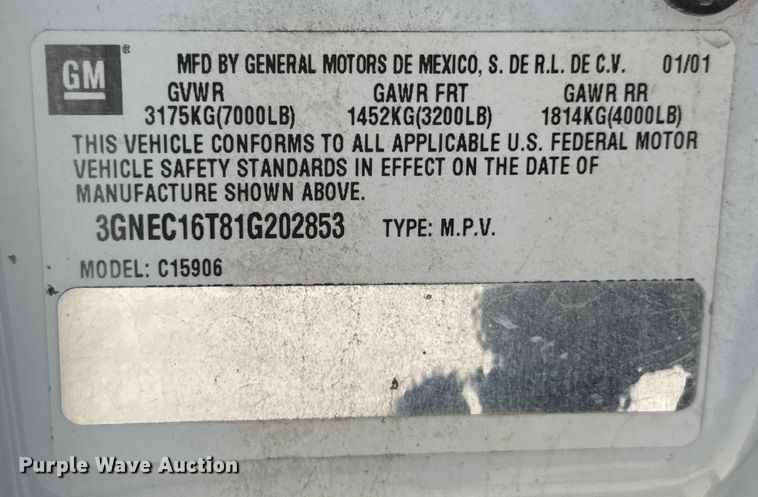 GM®
MFD BY GENERAL MOTORS DE MEXICO, S. DE R.L. DE C.V. 01/01
GVWR GAWR FRT GAWR RR
3175KG(7000LB) 1452KG(3200LB) 1814KG(4000LB)
THIS VEHICLE CONFORMS TO ALL APPLICABLE U.S. FEDERAL MOTOR
VEHICLE SAFETY STANDARDS IN EFFECT ON THE DATE OF
MANUFACTURE SHOWN ABOVE.
3GNEC16T81G202853 TYPE: M.P.V.
MODEL: C15906
Purple Wave Auction